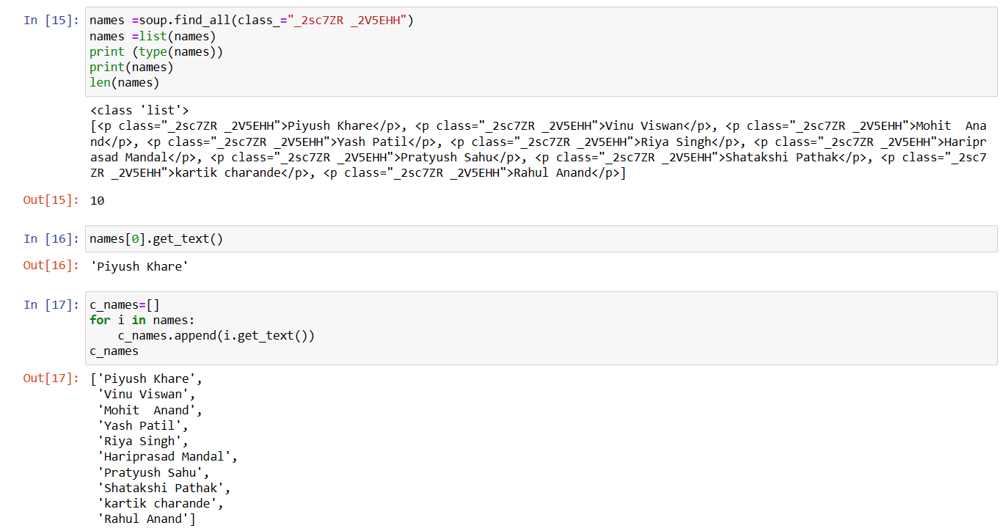 In [15]: names =soup.find_all(class_="_2sc7ZR _2V5EHH")
names =list(names)
print (type(names))
print(names)
len(names)
<class 'list'>
[<p class="_2sc7ZR _2V5EHH">Piyush Khare</p>, <p class="_2sc7ZR _2V5EHH">Vinu Viswan</p>, <p class="_2sc7ZR _2V5EHH">Mohit  Ana
nd</p>, <p class="_2sc7ZR _2V5EHH">Yash Patil</p>, <p class="_2sc7ZR _2V5EHH">Riya Singh</p>, <p class="_2sc7ZR _2V5EHH">Haripr
asad Mandal</p>, <p class="_2sc7ZR _2V5EHH">Pratyush Sahu</p>, <p class="_2sc7ZR _2V5EHH">Shatakshi Pathak</p>, <p class="_2sc7
ZR _2V5EHH">kartik charande</p>, <p class="_2sc7ZR _2V5EHH">Rahul Anand</p>]
Out[15]: 10
In [16]: names[0].get_text()
Out[16]: 'Piyush Khare'
In [17]: c_names=[]
for i in names:
    c_names.append(i.get_text())
c_names
Out[17]: ['Piyush Khare',
 'Vinu Viswan',
 'Mohit  Anand',
 'Yash Patil',
 'Riya Singh',
 'Hariprasad Mandal',
 'Pratyush Sahu',
 'Shatakshi Pathak',
 'kartik charande',
 'Rahul Anand']